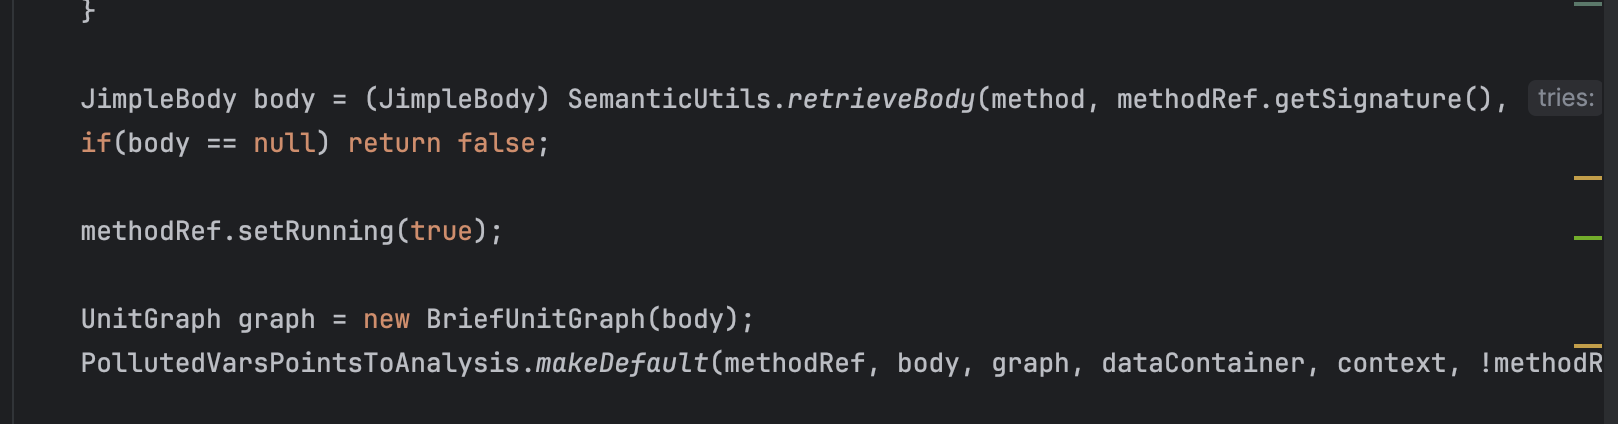 }
JimpleBody body = (JimpleBody) SemanticUtils.retrieveBody(method, methodRef.getSignature(), tries:
if(body == null) return false;
methodRef.setRunning(true);
UnitGraph graph = new BriefUnitGraph(body);
PollutedVarsPointsToAnalysis.makeDefault(methodRef, body, graph, dataContainer, context, !methodR